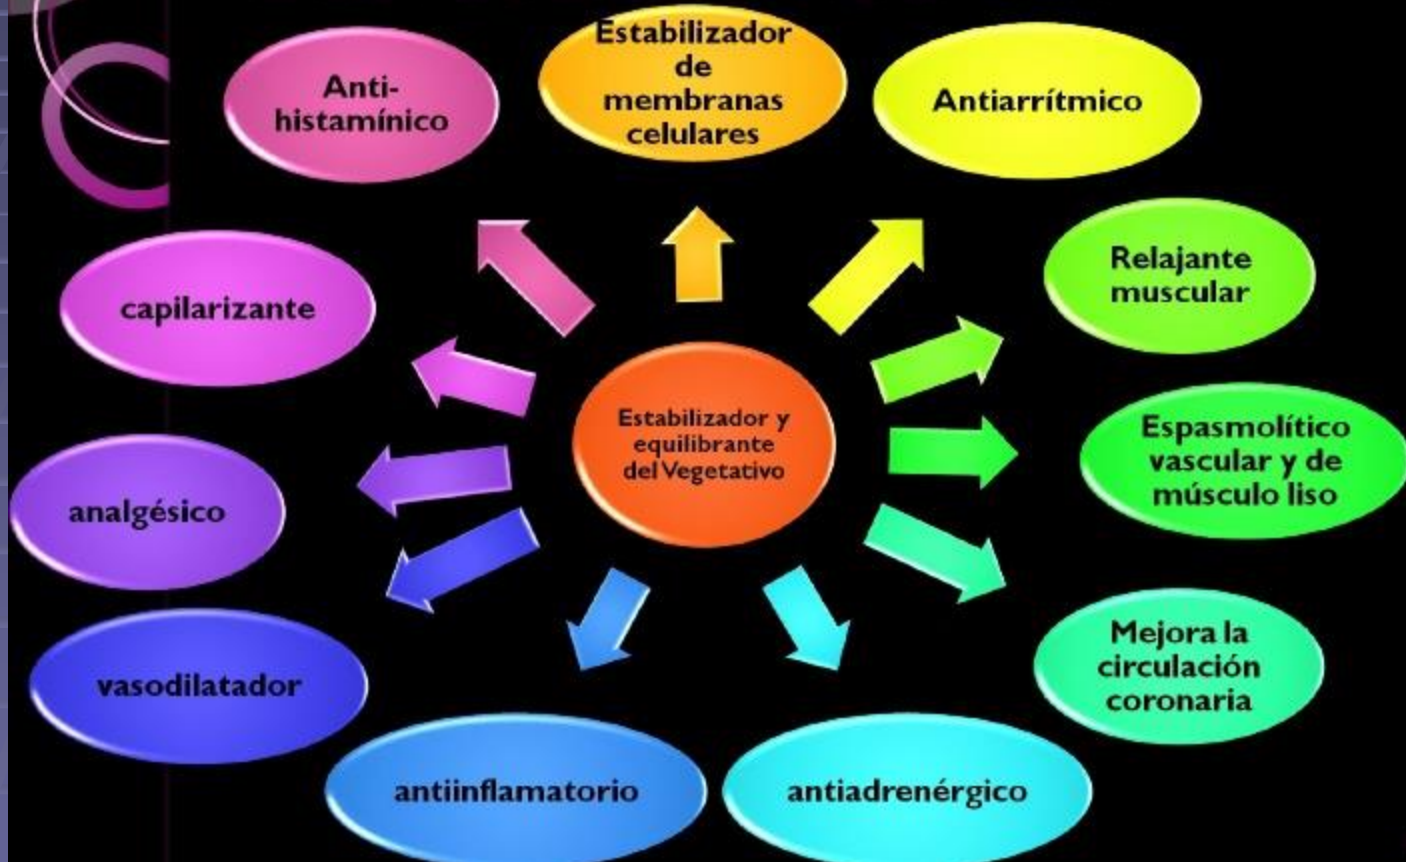 Anti-
histamínico
Estabilizador
de
membranas
celulares
Antiarrítmico
Relajante
muscular
capilarizante
Estabilizador y
equilibrante
del Vegetativo
Espasmolítico
vascular y de
músculo liso
analgésico
Mejora la
circulación
coronaria
vasodilatador
antiinflamatorio
antiadrenérgico